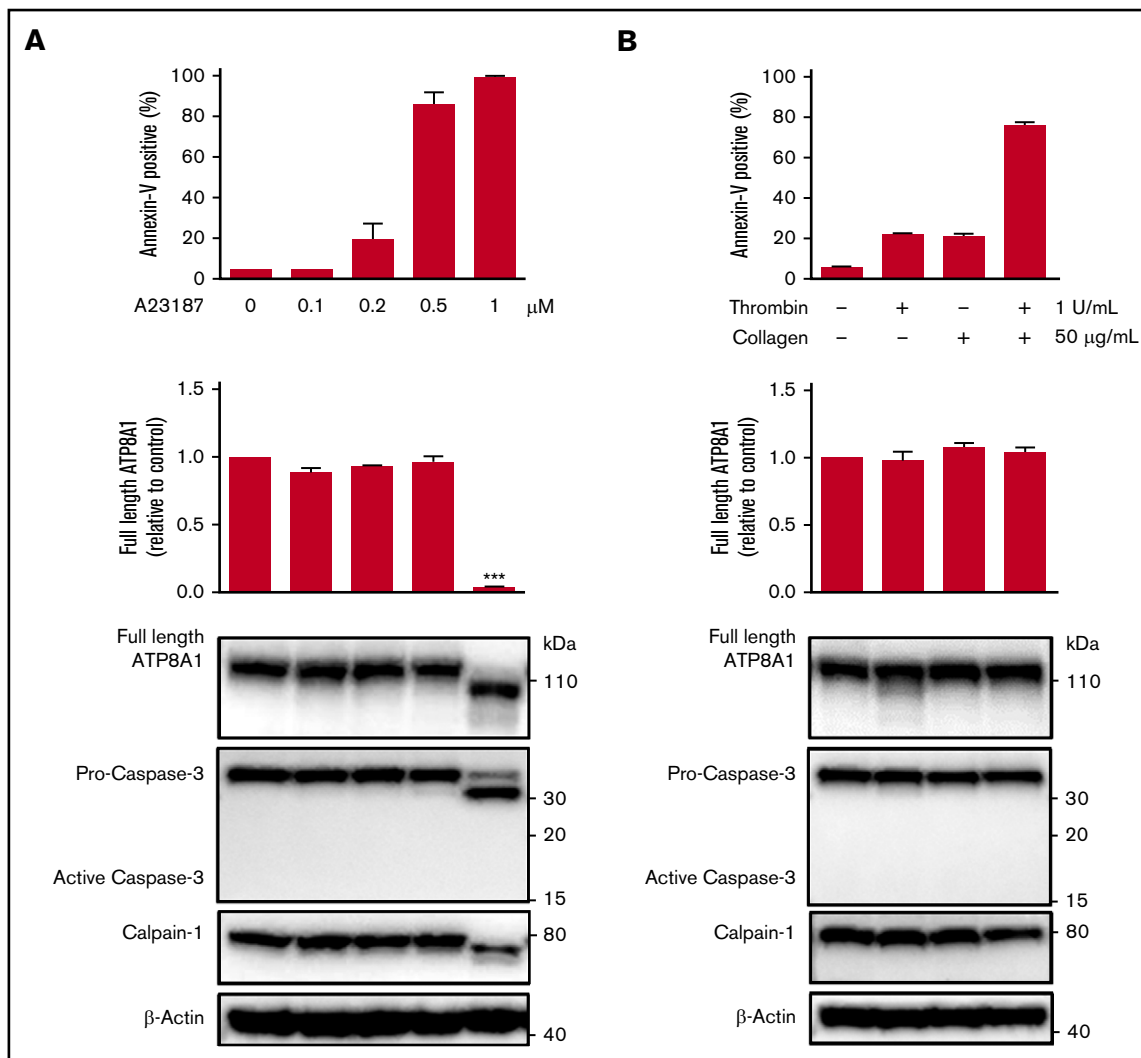 A
Annexin-V positive (%)
100
80
60
40
20
0
A23187 0 0.1 0.2 0.5 1 μM
Full length ATP8A1
(relative to control)
1.5
1.0
0.5
0.0
***
Full length
ATP8A1
kDa
110
Pro-Caspase-3
30
20
Active Caspase-3
15
Calpain-1
80
β-Actin
40
B
Annexin-V positive (%)
100
80
60
40
20
0
Thrombin – + – + 1 U/mL
Collagen – – + + 50 μg/mL
Full length ATP8A1
(relative to control)
1.5
1.0
0.5
0.0
Full length
ATP8A1
kDa
110
Pro-Caspase-3
30
20
Active Caspase-3
15
Calpain-1
80
β-Actin
40